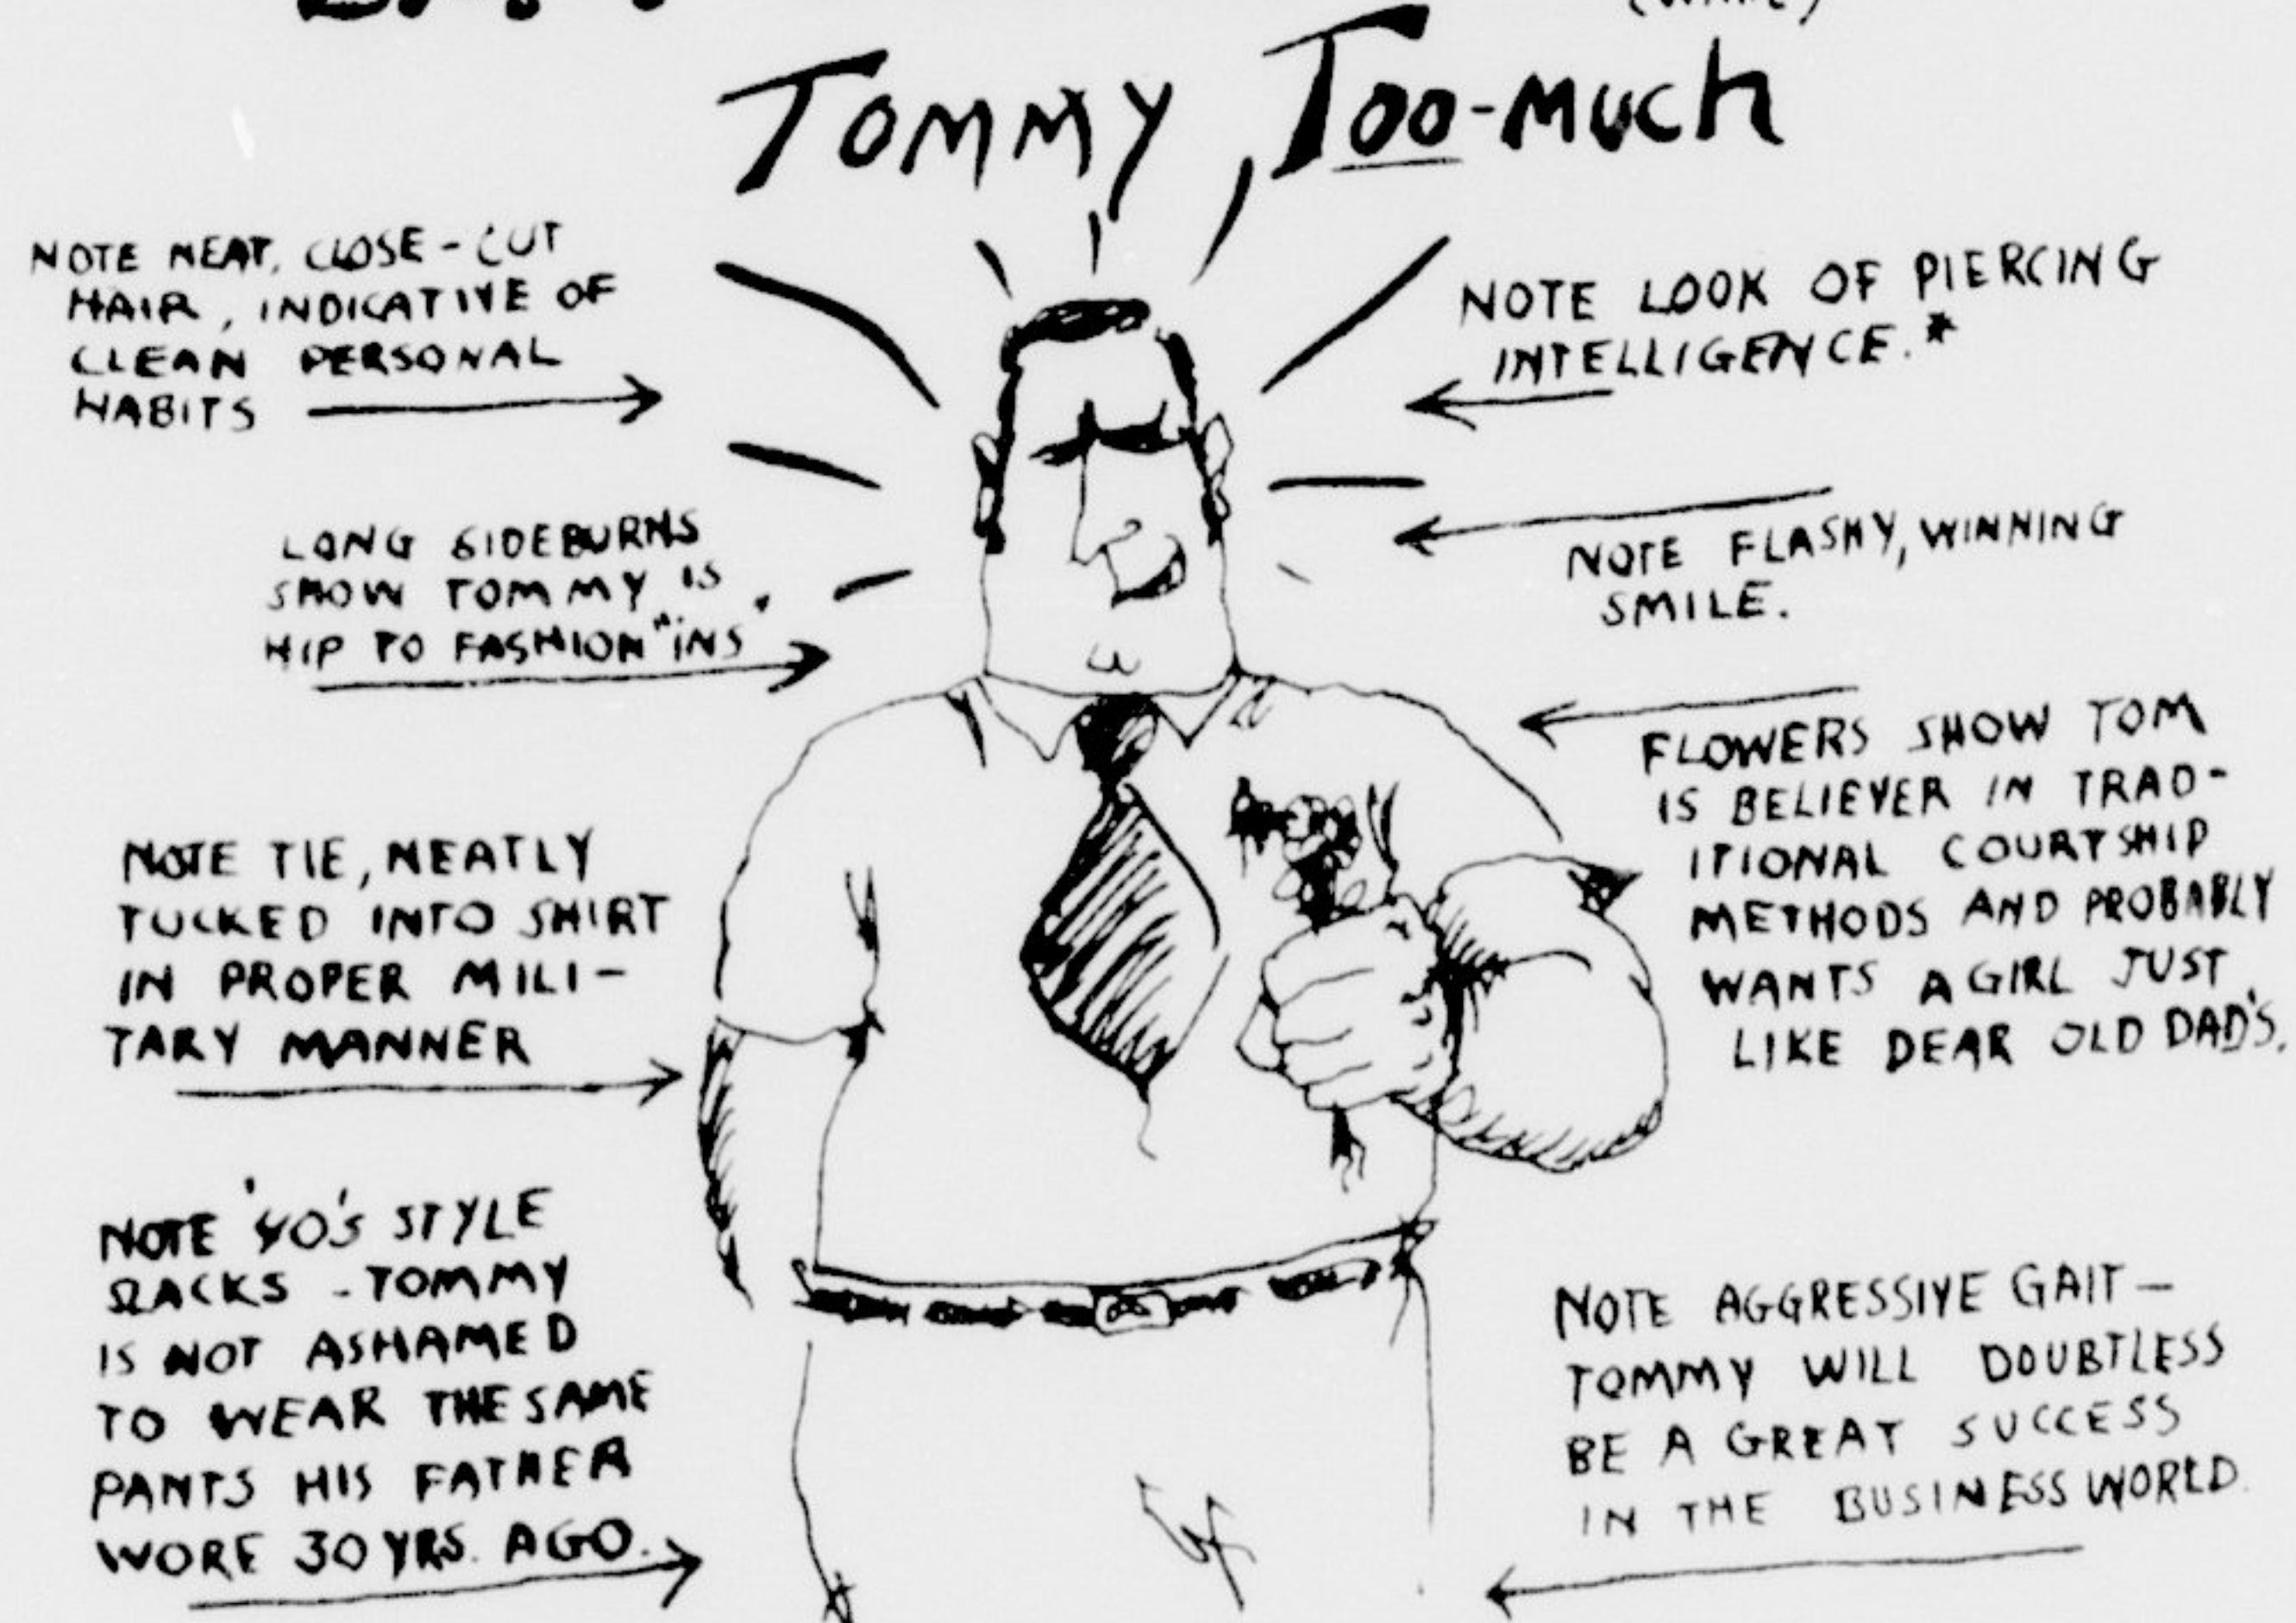 Tommy Too-much
NOTE NEAT, CLOSE-CUT
HAIR, INDICATIVE OF
CLEAN PERSONAL
HABITS
NOTE LOOK OF PIERCING
INTELLIGENCE.*
LONG SIDEBURNS
SHOW TOMMY IS
HIP TO FASHION "INS"
NOTE FLASHY, WINNING
SMILE.
FLOWERS SHOW TOM
IS BELIEVER IN TRAD-
ITIONAL COURTSHIP
METHODS AND PROBABLY
WANTS A GIRL JUST
LIKE DEAR OLD DAD'S.
NOTE TIE, NEATLY
TUCKED INTO SHIRT
IN PROPER MILI-
TARY MANNER
NOTE '40'S STYLE
SLACKS - TOMMY
IS NOT ASHAMED
TO WEAR THE SAME
PANTS HIS FATHER
WORE 30 YRS. AGO.
NOTE AGGRESSIVE GAIT—
TOMMY WILL DOUBTLESS
BE A GREAT SUCCESS
IN THE BUSINESS WORLD.